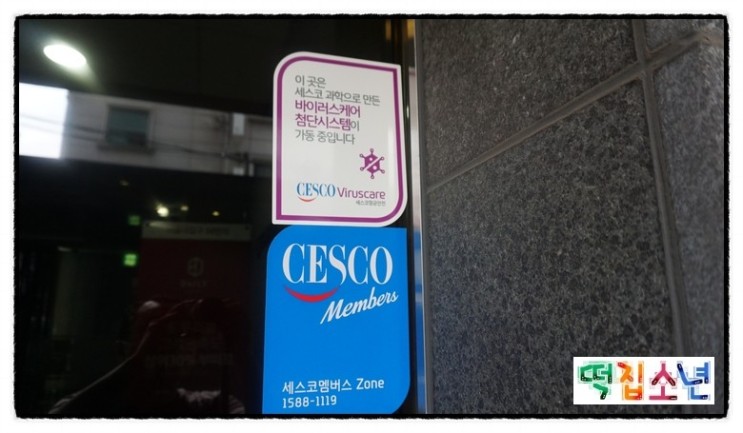 이 곳은
세스코 과학으로 만든
바이러스케어
첨단시스템이
가동 중입니다
CESCO Viruscare
CESCO
Members
세스코멤버스 Zone
1588-1119
떡집소년